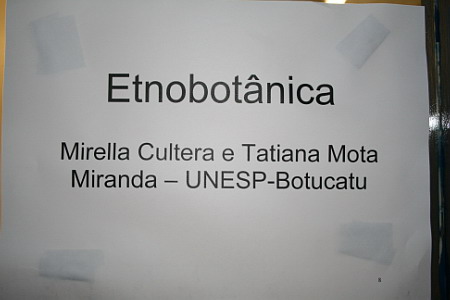 Etnobotânica
Mirella Cultera e Tatiana Mota
Miranda – UNESP-Botucatu